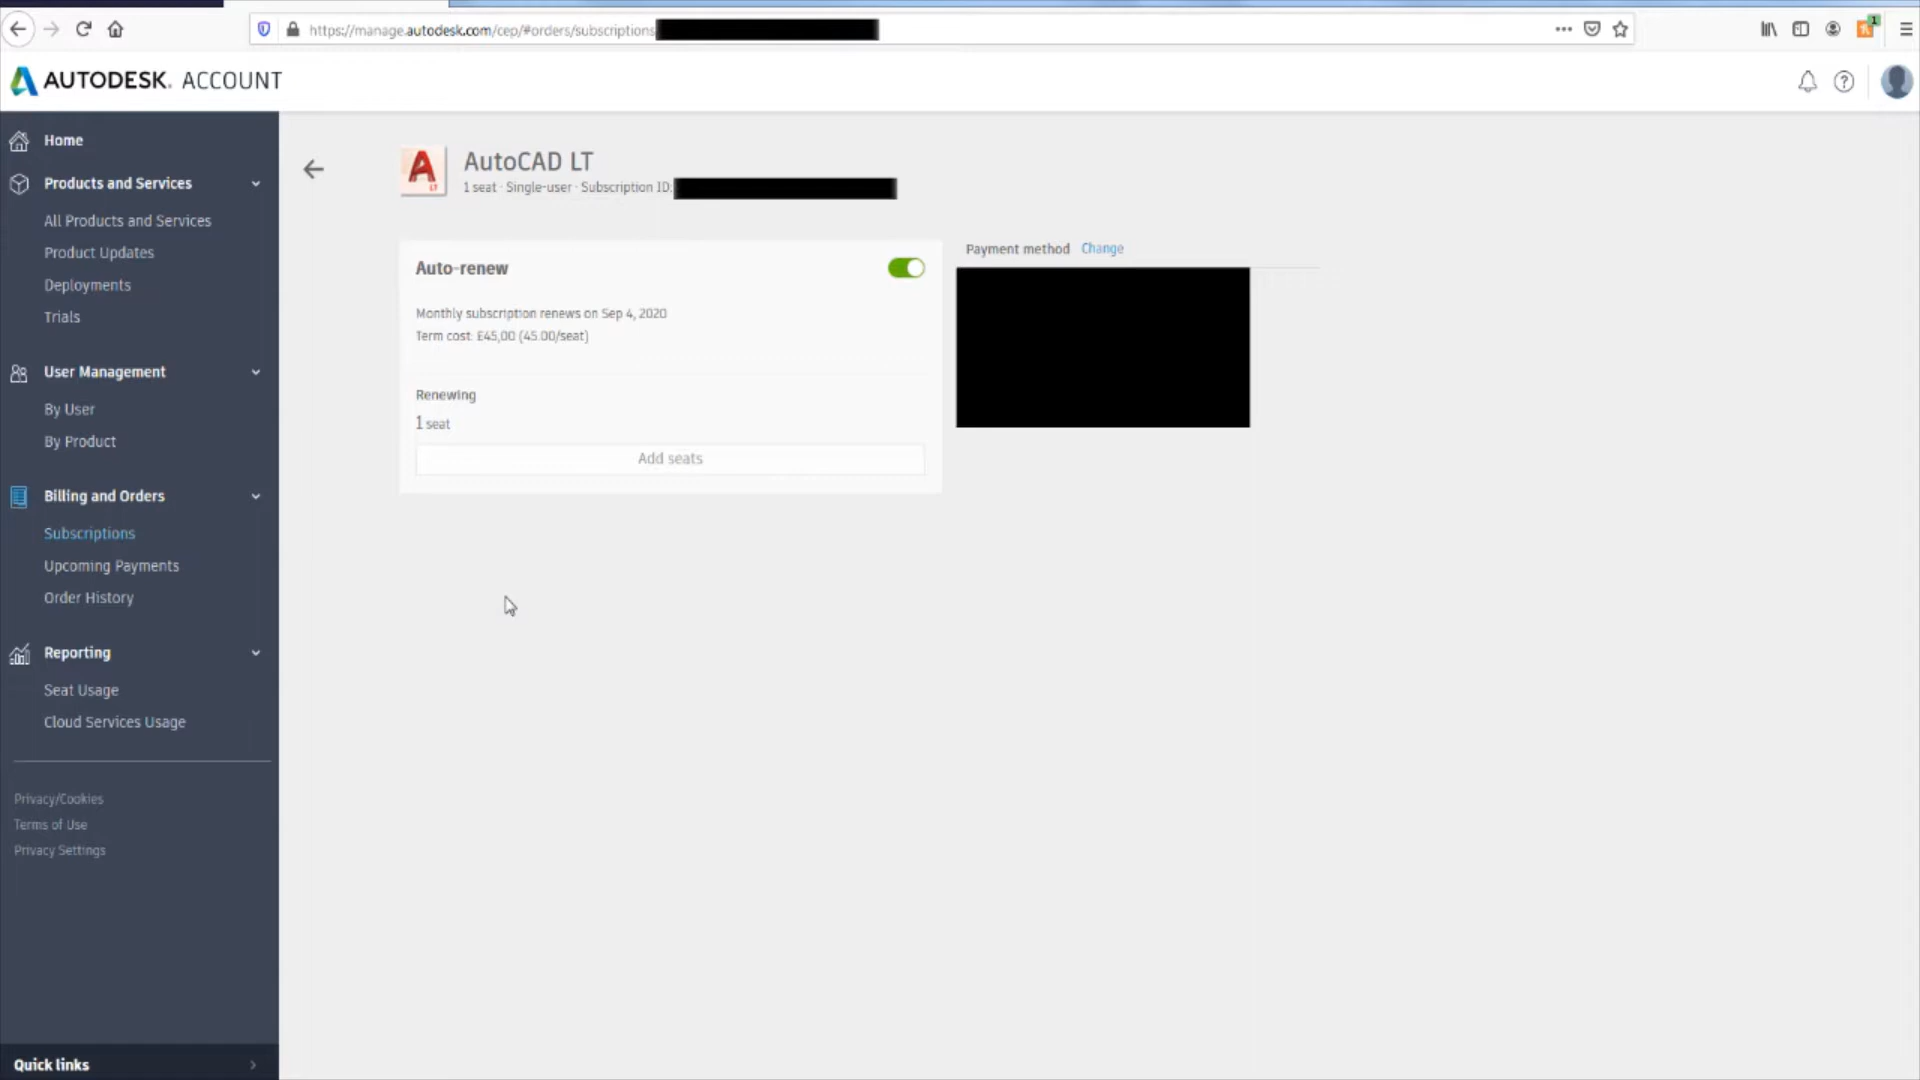 https://manage.autodesk.com/cep/#orders/subscriptions
1
AUTODESK. ACCOUNT
Home
Products and Services
All Products and Services
Product Updates
Deployments
Trials
User Management
By User
By Product
Billing and Orders
Subscriptions
Upcoming Payments
Order History
Reporting
Seat Usage
Cloud Services Usage
Privacy/Cookies
Terms of Use
Privacy Settings
Quick links
A
LT
AutoCAD LT
1 seat · Single-user · Subscription ID:
Auto-renew
Monthly subscription renews on Sep 4, 2020
Term cost: £45,00 (45.00/seat)
Renewing
1 seat
Add seats
Payment method Change